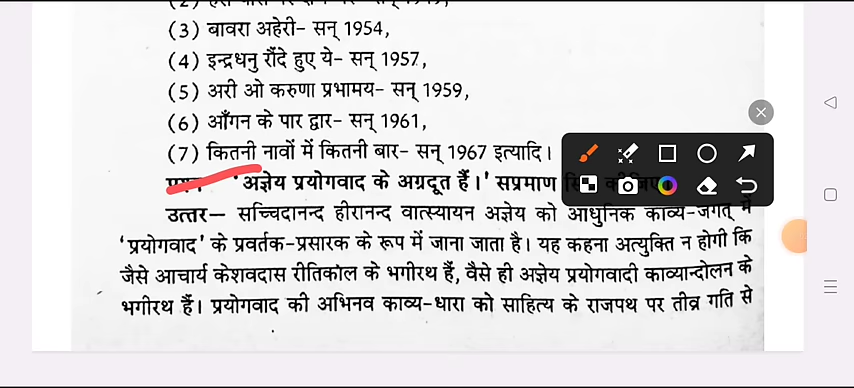 (3) बावरा अहेरी– सन् 1954,
(4) इन्द्रधनु रौंदे हुए ये– सन् 1957,
(5) अरी ओ करुणा प्रभामय– सन् 1959,
(6) आँगन के पार द्वार– सन् 1961,
(7) कितनी नावों में कितनी बार– सन् 1967 इत्यादि।
'अज्ञेय प्रयोगवाद के अग्रदूत हैं।' सप्रमाण
उत्तर– सच्चिदानन्द हीरानन्द वात्स्यायन अज्ञेय को आधुनिक काव्य-जगत् में
'प्रयोगवाद' के प्रवर्तक-प्रसारक के रूप में जाना जाता है। यह कहना अत्युक्ति न होगी कि
जैसे आचार्य केशवदास रीतिकाल के भगीरथ हैं, वैसे ही अज्ञेय प्रयोगवादी काव्यान्दोलन के
भगीरथ हैं। प्रयोगवाद की अभिनव काव्य-धारा को साहित्य के राजपथ पर तीव्र गति से